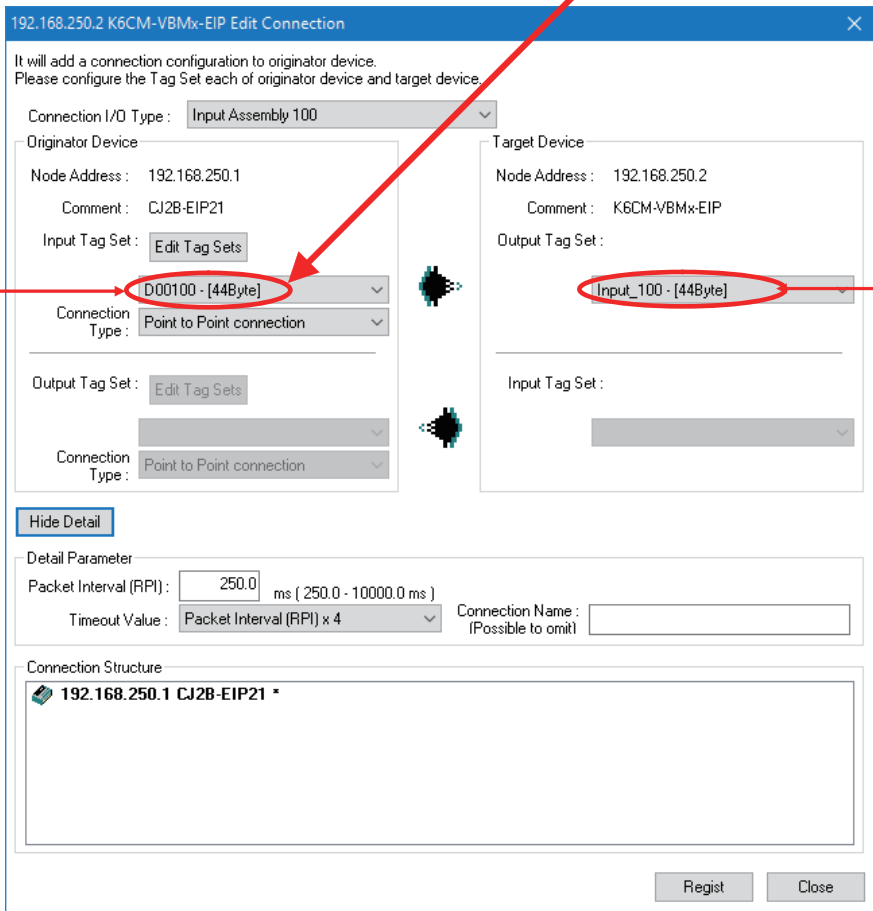 192.168.250.2 K6CM-VBMx-EIP Edit Connection
It will add a connection configuration to originator device.
Please configure the Tag Set each of originator device and target device.
Connection I/O Type : Input Assembly 100
Originator Device
Node Address : 192.168.250.1
Comment : CJ2B-EIP21
Input Tag Set : Edit Tag Sets
D00100 - [44Byte]
Connection Type : Point to Point connection
Output Tag Set : Edit Tag Sets
Connection Type : Point to Point connection
Target Device
Node Address : 192.168.250.2
Comment : K6CM-VBMx-EIP
Output Tag Set :
Input_100 - [44Byte]
Input Tag Set :
Hide Detail
Detail Parameter
Packet Interval (RPI) : 250.0 ms ( 250.0 - 10000.0 ms )
Timeout Value : Packet Interval (RPI) x 4
Connection Name :
(Possible to omit)
Connection Structure
192.168.250.1 CJ2B-EIP21 *
Regist Close